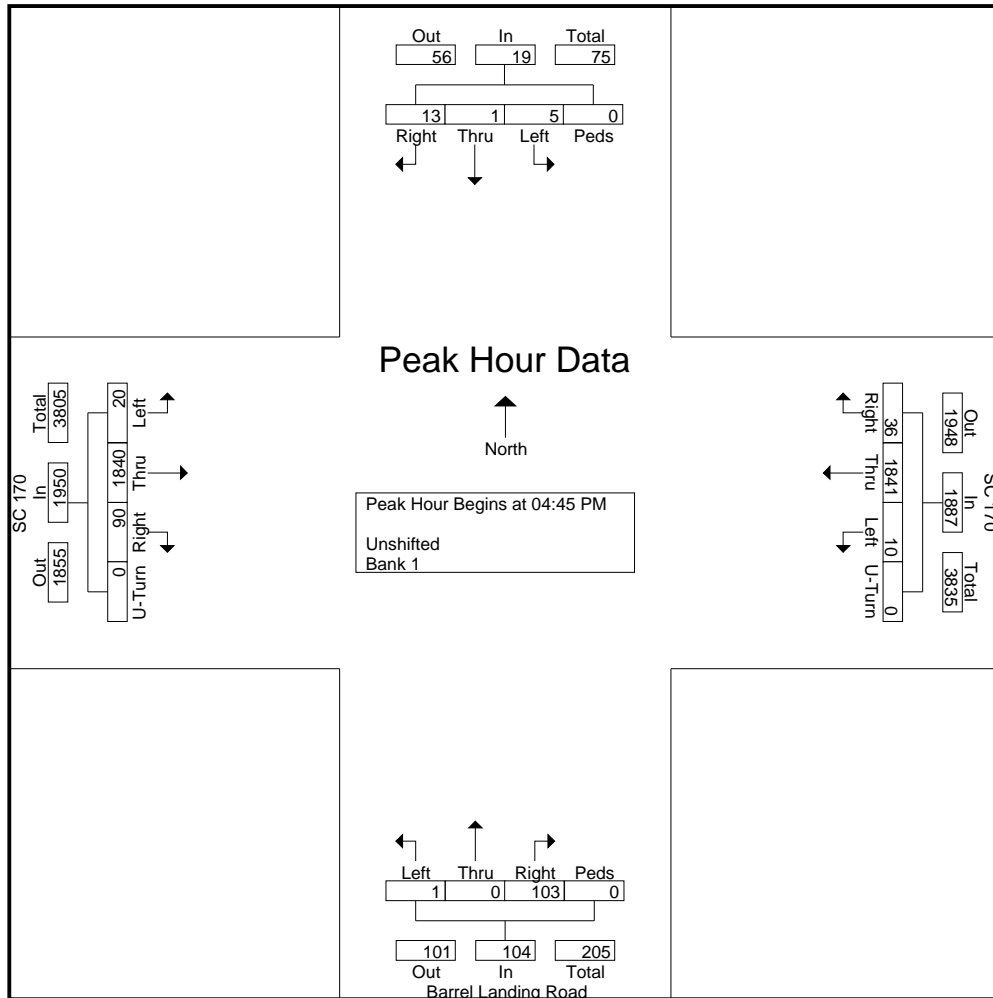 Out In Total
56 19 75
13 1 5 0
Right Thru Left Peds
Peak Hour Data
North
Peak Hour Begins at 04:45 PM
Unshifted
Bank 1
SC 170
Total In Out
3805 1950 1855
20 1840 90 0
Left Thru Right U-Turn
Right Thru Left U-Turn
36 1841 10 0
1948 1887 3835
Out In Total
SC 170
Left Thru Right Peds
1 0 103 0
101 104 205
Out In Total
Barrel Landing Road